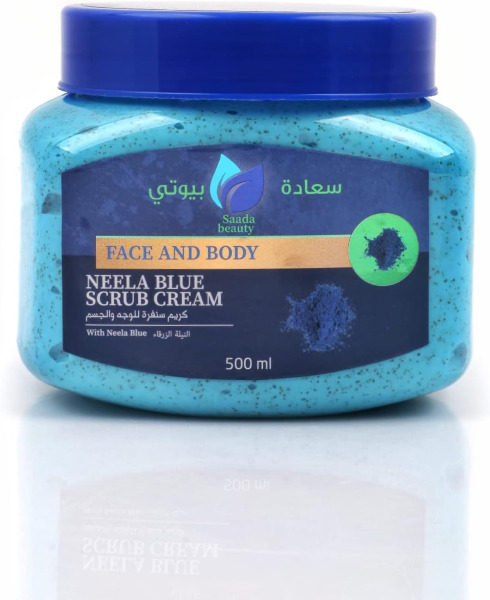 سعادة بيوتي
Saada
beauty
FACE AND BODY
NEELA BLUE
SCRUB CREAM
كريم سنفرة للوجه والجسم
With Neela Blue النيلة الزرقاء
500 ml